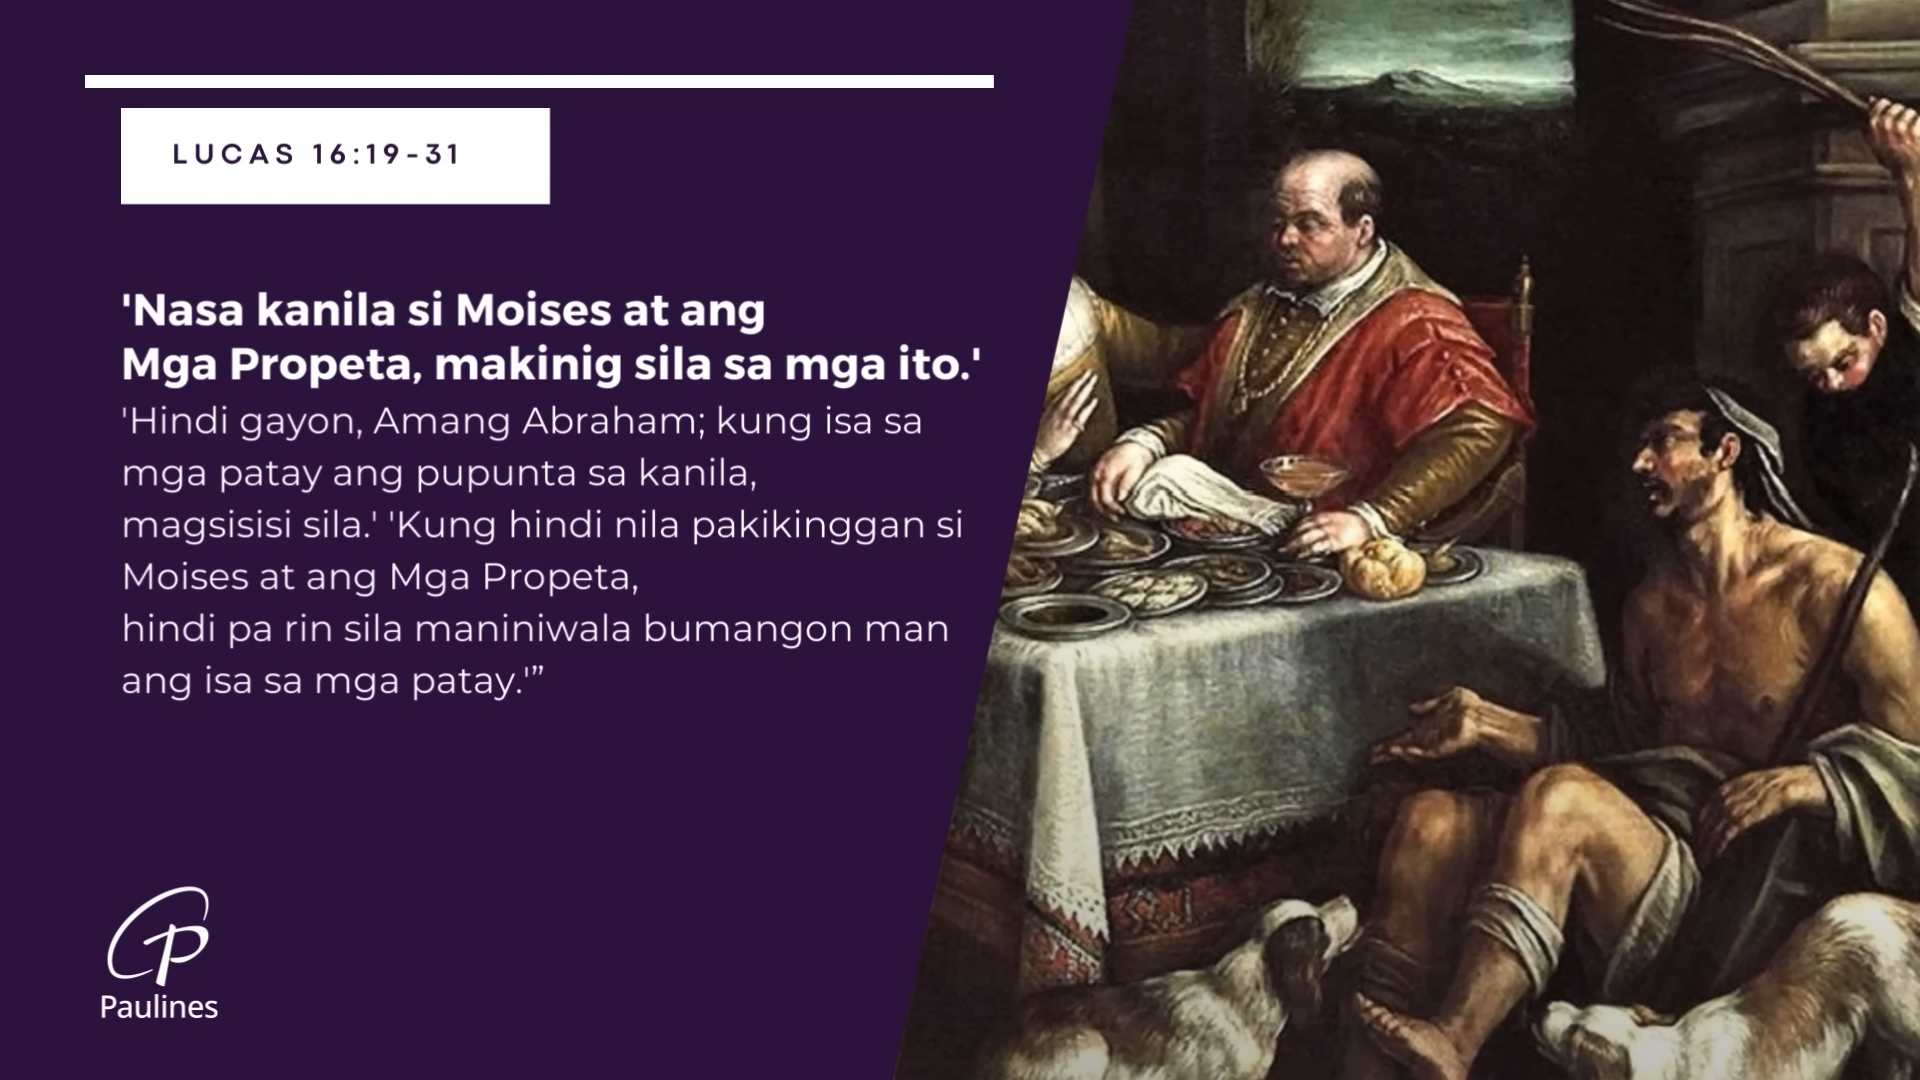 LUCAS 16:19-31
'Nasa kanila si Moises at ang
Mga Propeta, makinig sila sa mga ito.'
'Hindi gayon, Amang Abraham; kung isa sa
mga patay ang pupunta sa kanila,
magsisisi sila.' 'Kung hindi nila pakikinggan si
Moises at ang Mga Propeta,
hindi pa rin sila maniniwala bumangon man
ang isa sa mga patay.'”
Paulines